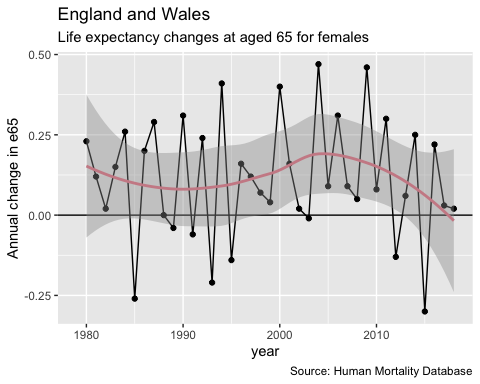 England and Wales
Life expectancy changes at aged 65 for females
Annual change in e65
0.50
0.25
0.00
-0.25
1980
1990
2000
2010
year
Source: Human Mortality Database